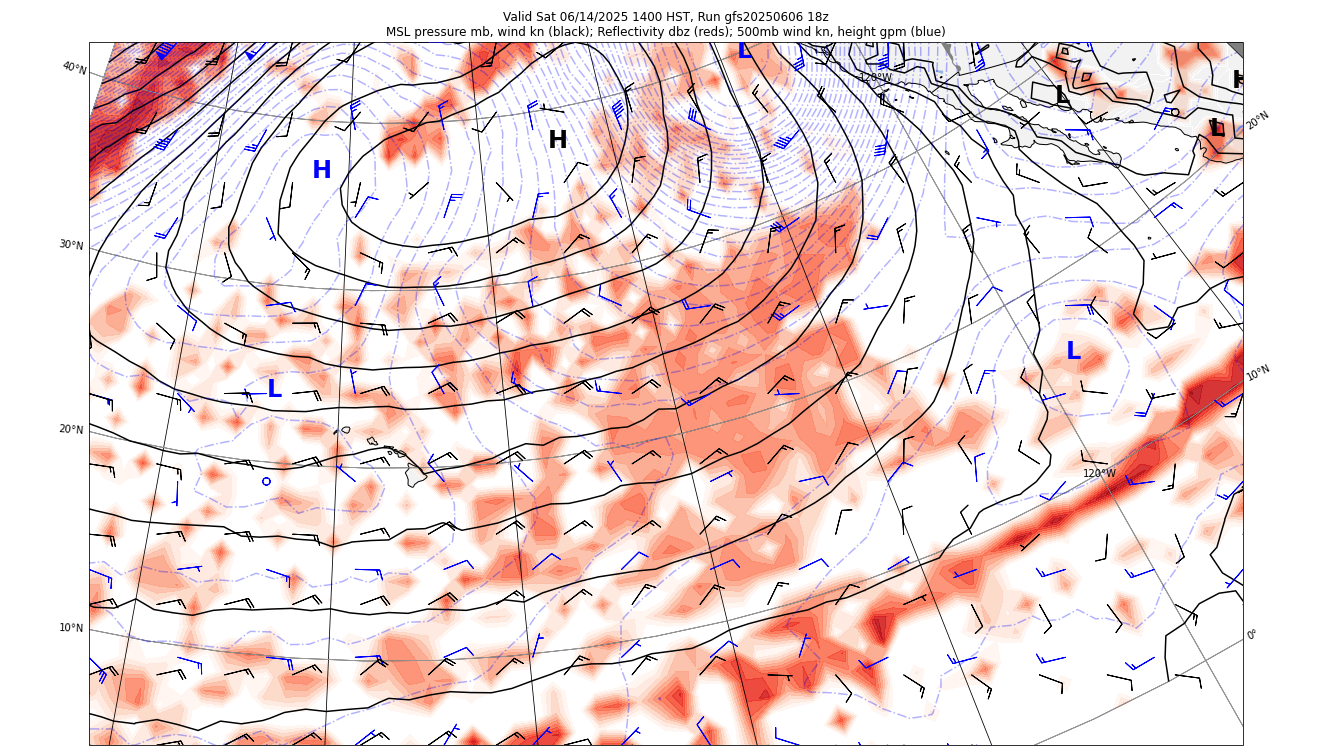 Valid Sat 06/14/2025 1400 HST, Run gfs20250606 18z
MSL pressure mb, wind kn (black); Reflectivity dbz (reds); 500mb wind kn, height gpm (blue)
L
40°N
120°W
H
L
20°N
L
H
H
30°N
L
10°N
L
20°N
120°W
10°N
0°